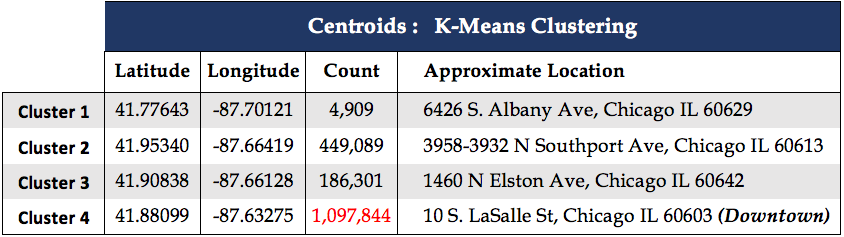 Centroids : K-Means Clustering
Latitude Longitude Count Approximate Location
Cluster 1 41.77643 -87.70121 4,909 6426 S. Albany Ave, Chicago IL 60629
Cluster 2 41.95340 -87.66419 449,089 3958-3932 N Southport Ave, Chicago IL 60613
Cluster 3 41.90838 -87.66128 186,301 1460 N Elston Ave, Chicago IL 60642
Cluster 4 41.88099 -87.63275 1,097,844 10 S. LaSalle St, Chicago IL 60603 (Downtown)